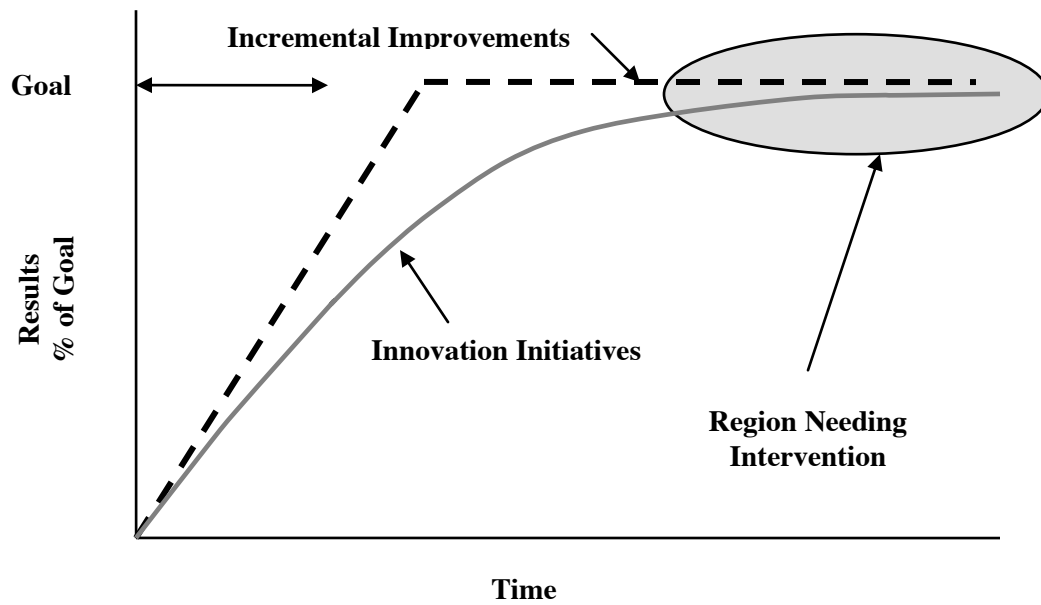 Incremental Improvements
Goal
Results
% of Goal
Innovation Initiatives
Region Needing
Intervention
Time